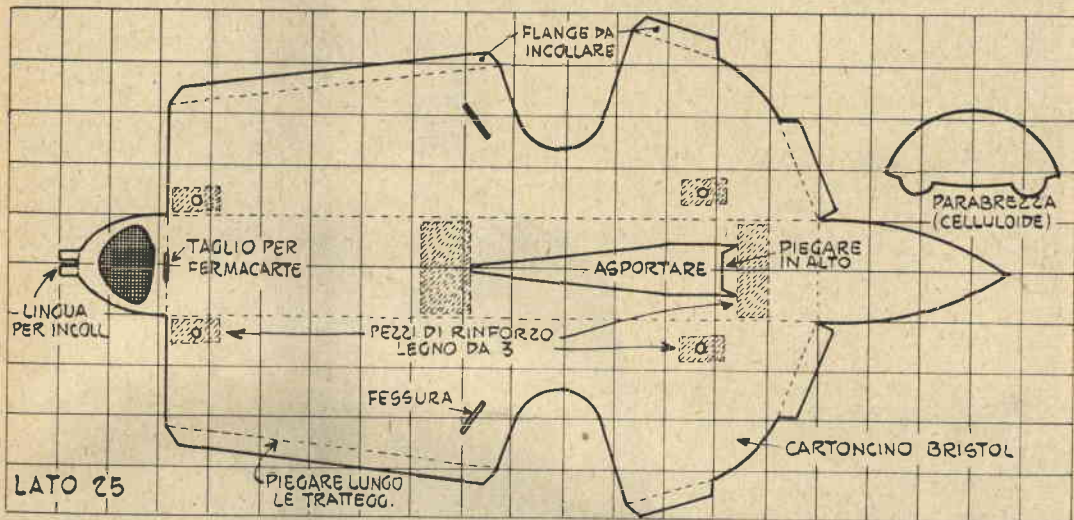 FLANGE DA
INCOLLARE
PARABREZZA
(CELLULOIDE)
TAGLIO PER
FERMACARTE
ASPORTARE
PIEGARE
IN ALTO
LINGUA
PER INCOLL
PEZZI DI RINFORZO
LEGNO DA 3
FESSURA
CARTONCINO BRISTOL
LATO 25
PIEGARE LUNGO
LE TRATTEGG.